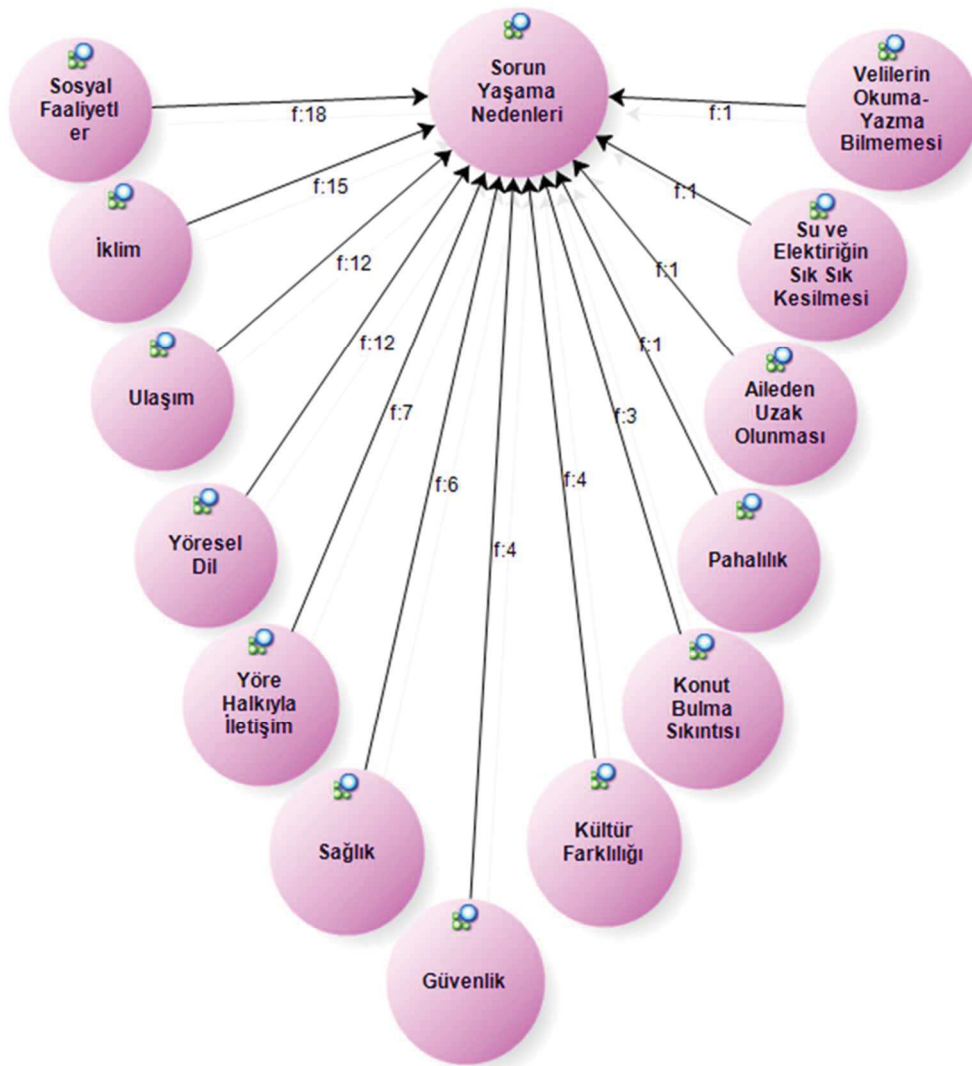 Sorun
Yaşama
Nedenleri
Sosyal
Faaliyetl
er
f:18
İklim
f:15
Ulaşım
f:12
Yöresel
Dil
f:12
Yöre
Halkıyla
İletişim
f:7
Sağlık
f:6
Güvenlik
f:4
Kültür
Farklılığı
f:4
Konut
Bulma
Sıkıntısı
f:3
Pahalılık
f:1
Aileden
Uzak
Olunması
f:1
Su ve
Elektiriğin
Sık Sık
Kesilmesi
f:1
Velilerin
Okuma-
Yazma
Bilmemesi
f:1